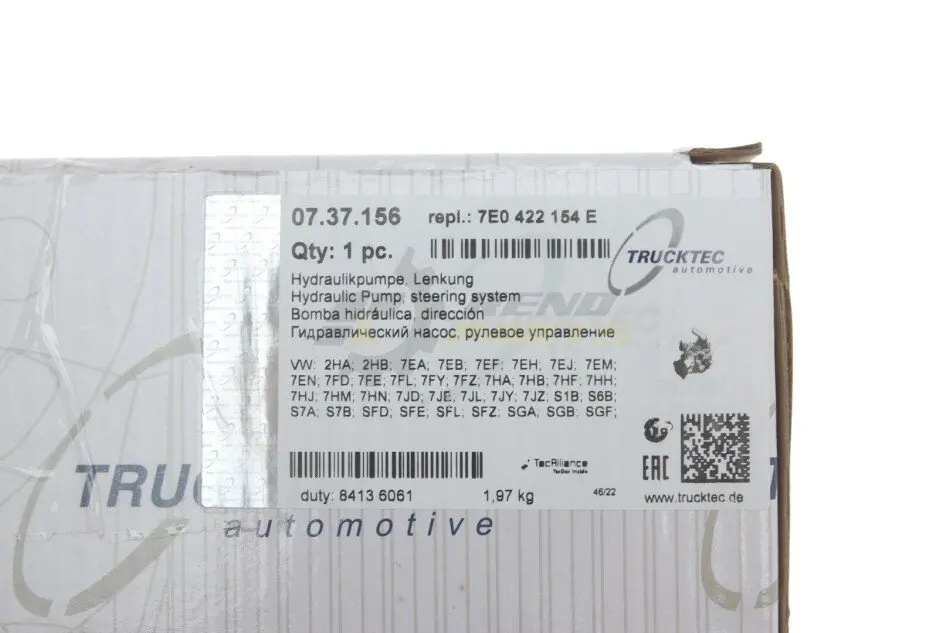 07.37.156 repl.: 7E0 422 154 E
Qty: 1 pc.
TRUCKTEC
automotive
Hydraulikpumpe, Lenkung
Hydraulic Pump, steering system
Bomba hidráulica, dirección
Гидравлический насос, рулевое управление
VW: 2HA; 2HB; 7EA; 7EB; 7EF; 7EH; 7EJ; 7EM;
7EN; 7FD; 7FE; 7FL; 7FY; 7FZ; 7HA; 7HB; 7HF; 7HH;
7HJ; 7HM; 7HN; 7JD; 7JE; 7JL; 7JY; 7JZ; S1B; S6B;
S7A; S7B; SFD; SFE; SFL; SFZ; SGA; SGB; SGF;
TecAlliance
TecDoc Inside
EAC
duty: 8413 6061 1,97 kg 46/22 www.trucktec.de
TRU
automotive